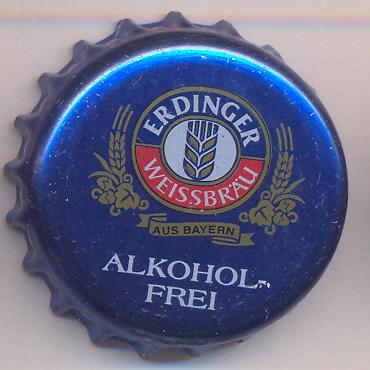 ERDINGER
WEISSBRÄU
AUS BAYERN
ALKOHOL-
FREI